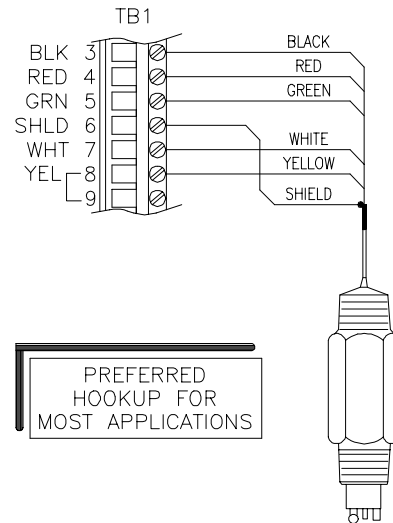 TB1
BLK 3 BLACK
RED 4 RED
GRN 5 GREEN
SHLD 6
WHT 7 WHITE
YEL 8 YELLOW
9 SHIELD
PREFERRED
HOOKUP FOR
MOST APPLICATIONS